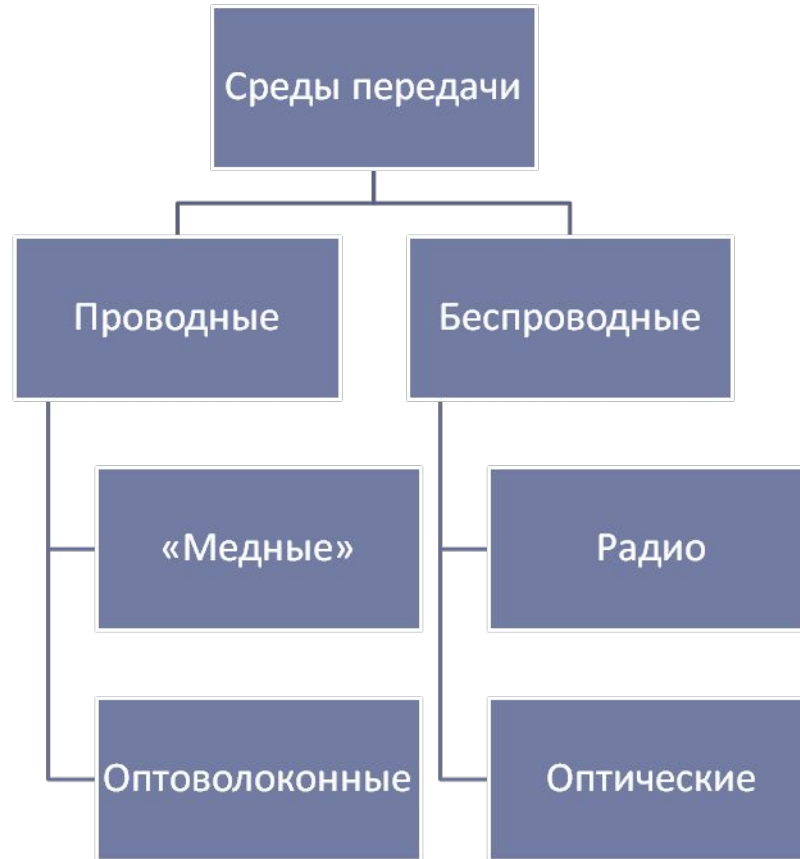 Среды передачи
Проводные
Беспроводные
«Медные»
Радио
Оптоволоконные
Оптические